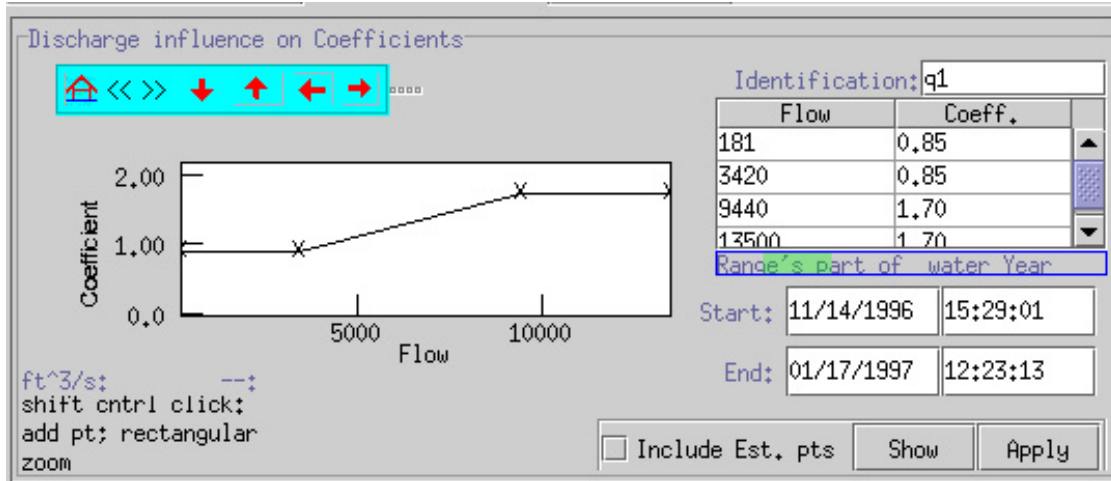 Discharge influence on Coefficients
<< >>
Identification: q1
Flow Coeff.
181 0.85
3420 0.85
9440 1.70
13500 1.70
Range's part of water Year
Start: 11/14/1996 15:29:01
End: 01/17/1997 12:23:13
Coefficient
2.00
1.00
0.0
5000 10000
Flow
ft^3/s: --:
shift cntrl click:
add pt; rectangular
zoom
Include Est. pts Show Apply